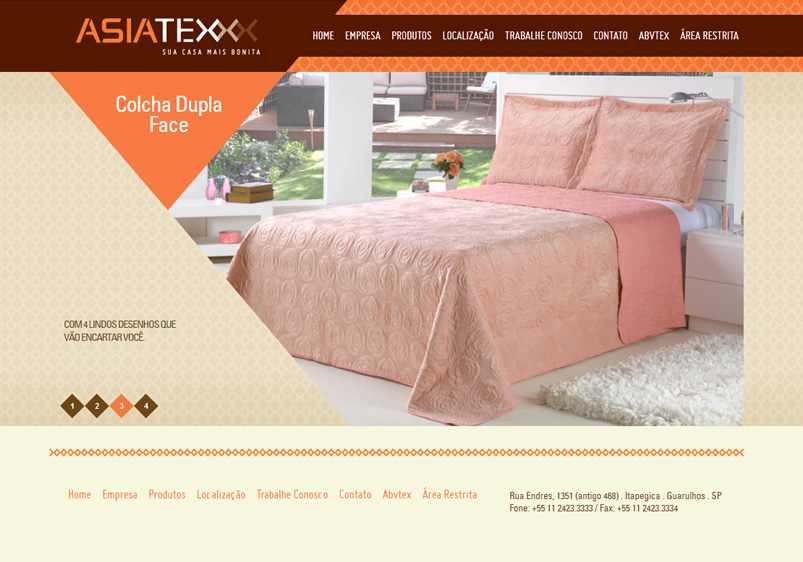 ASIATEX
SUA CASA MAIS BONITA
HOME EMPRESA PRODUTOS LOCALIZAÇÃO TRABALHE CONOSCO CONTATO ABVTEX ÁREA RESTRITA
Colcha Dupla
Face
COM 4 LINDOS DESENHOS QUE
VÃO ENCARTAR VOCÊ.
1 2 3 4
Home Empresa Produtos Localização Trabalhe Conosco Contato Abvtex Área Restrita
Rua Endres, 1351 (antigo 468) . Itapegica . Guarulhos . SP
Fone: +55 11 2423.3333 / Fax: +55 11 2423.3334